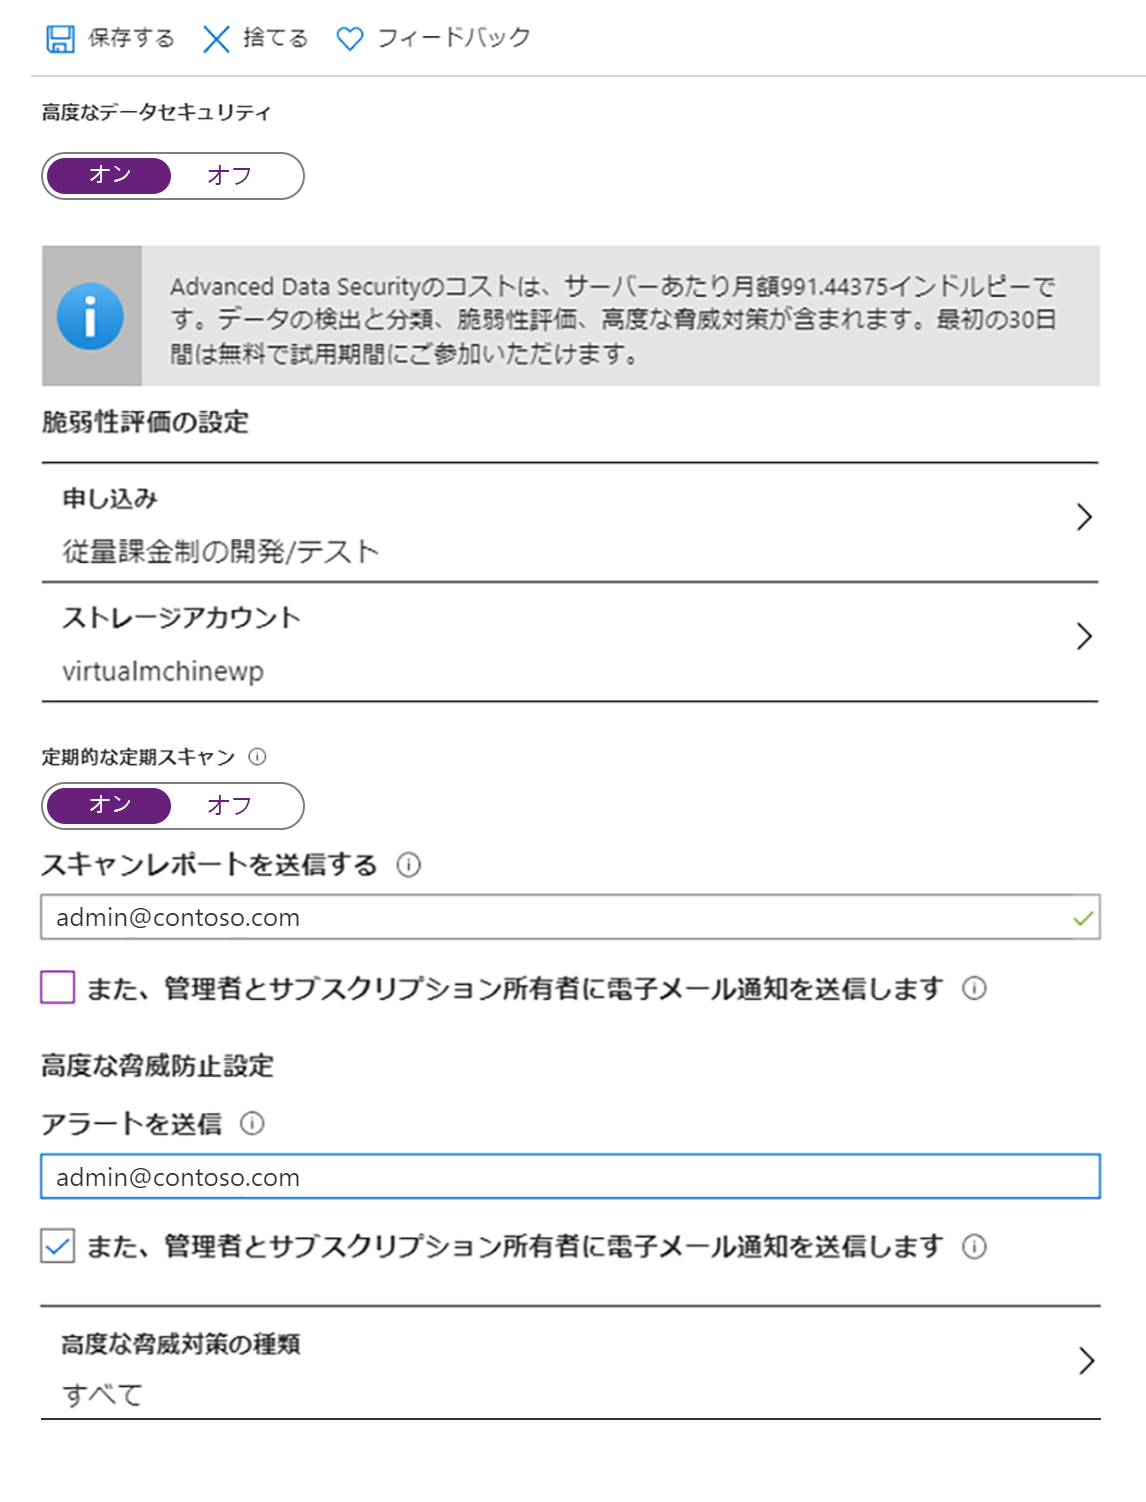 保存する 捨てる フィードバック
高度なデータセキュリティ
オン オフ
Advanced Data Securityのコストは、サーバーあたり月額991.44375インドルピーで
す。データの検出と分類、脆弱性評価、高度な脅威対策が含まれます。最初の30日
間は無料で試用期間にご参加いただけます。
脆弱性評価の設定
申し込み
従量課金制の開発/テスト
ストレージアカウント
virtualmchinewp
定期的な定期スキャン
オン オフ
スキャンレポートを送信する
admin@contoso.com
また、管理者とサブスクリプション所有者に電子メール通知を送信します
高度な脅威防止設定
アラートを送信
admin@contoso.com
また、管理者とサブスクリプション所有者に電子メール通知を送信します
高度な脅威対策の種類
すべて